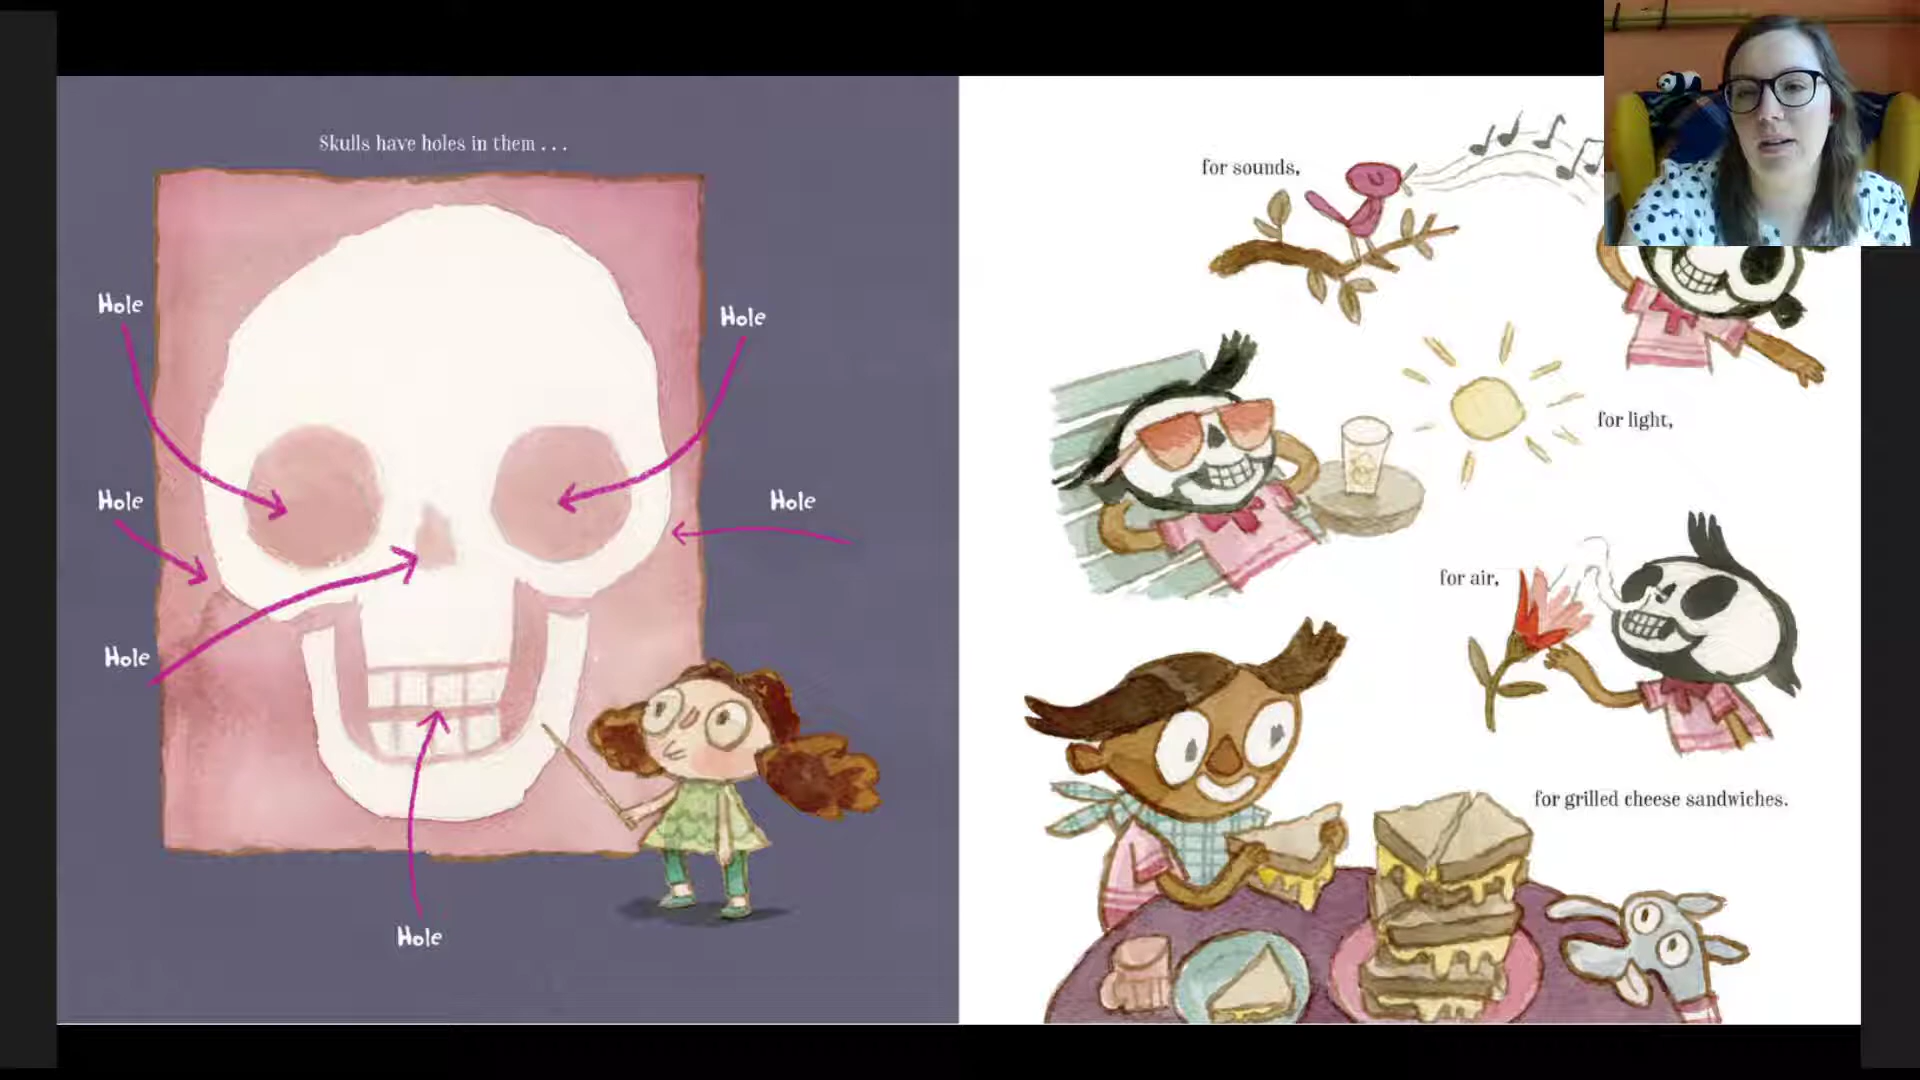 Skulls have holes in them . . .
Hole
Hole
Hole
Hole
Hole
Hole
for sounds,
for light,
for air,
for grilled cheese sandwiches.